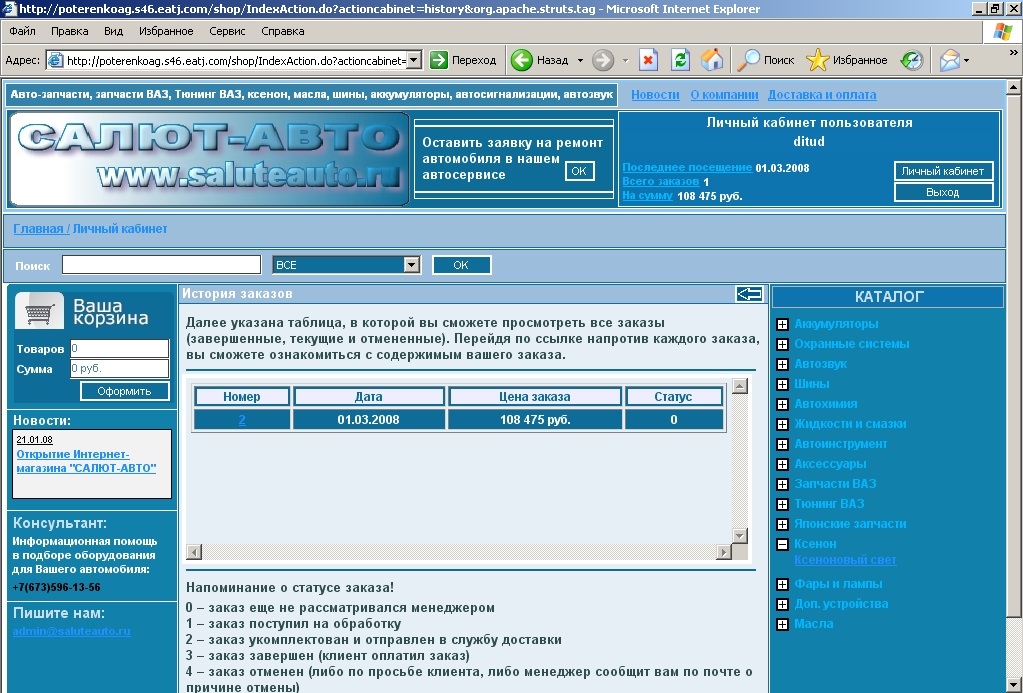 http://poterenkoag.s46.eatj.com/shop/IndexAction.do?actioncabinet=history&org.apache.struts.tag - Microsoft Internet Explorer
Файл Правка Вид Избранное Сервис Справка
Адрес: http://poterenkoag.s46.eatj.com/shop/IndexAction.do?actioncabinet= Переход Назад Поиск Избранное
Авто-запчасти, запчасти ВАЗ, Тюнинг ВАЗ, ксенон, масла, шины, аккумуляторы, автосигнализации, автозвук
Новости О компании Доставка и оплата
САЛЮТ-АВТО
www.saluteauto.ru
Оставить заявку на ремонт
автомобиля в нашем
автосервисе OK
Личный кабинет пользователя
ditud
Последнее посещение 01.03.2008
Всего заказов 1
На сумму 108 475 руб.
Личный кабинет
Выход
Главная / Личный кабинет
Поиск ВСЕ OK
Ваша
корзина
Товаров 0
Сумма 0 руб.
Оформить
Новости:
21.01.08
Открытие Интернет-
магазина "САЛЮТ-АВТО"
Консультант:
Информационная помощь
в подборе оборудования
для Вашего автомобиля:
+7(673)596-13-56
Пишите нам:
admin@saluteauto.ru
История заказов
Далее указана таблица, в которой вы сможете просмотреть все заказы
(завершенные, текущие и отмененные). Перейдя по ссылке напротив каждого заказа,
вы сможете ознакомиться с содержимым вашего заказа.
Номер Дата Цена заказа Статус
2 01.03.2008 108 475 руб. 0
Напоминание о статусе заказа!
0 – заказ еще не рассматривался менеджером
1 – заказ поступил на обработку
2 – заказ укомплектован и отправлен в службу доставки
3 – заказ завершен (клиент оплатил заказ)
4 – заказ отменен (либо по просьбе клиента, либо менеджер сообщит вам по почте о
причине отмены)
КАТАЛОГ
Аккумуляторы
Охранные системы
Автозвук
Шины
Автохимия
Жидкости и смазки
Автоинструмент
Аксессуары
Запчасти ВАЗ
Тюнинг ВАЗ
Японские запчасти
Ксенон
Ксеноновый свет
Фары и лампы
Доп. устройства
Масла